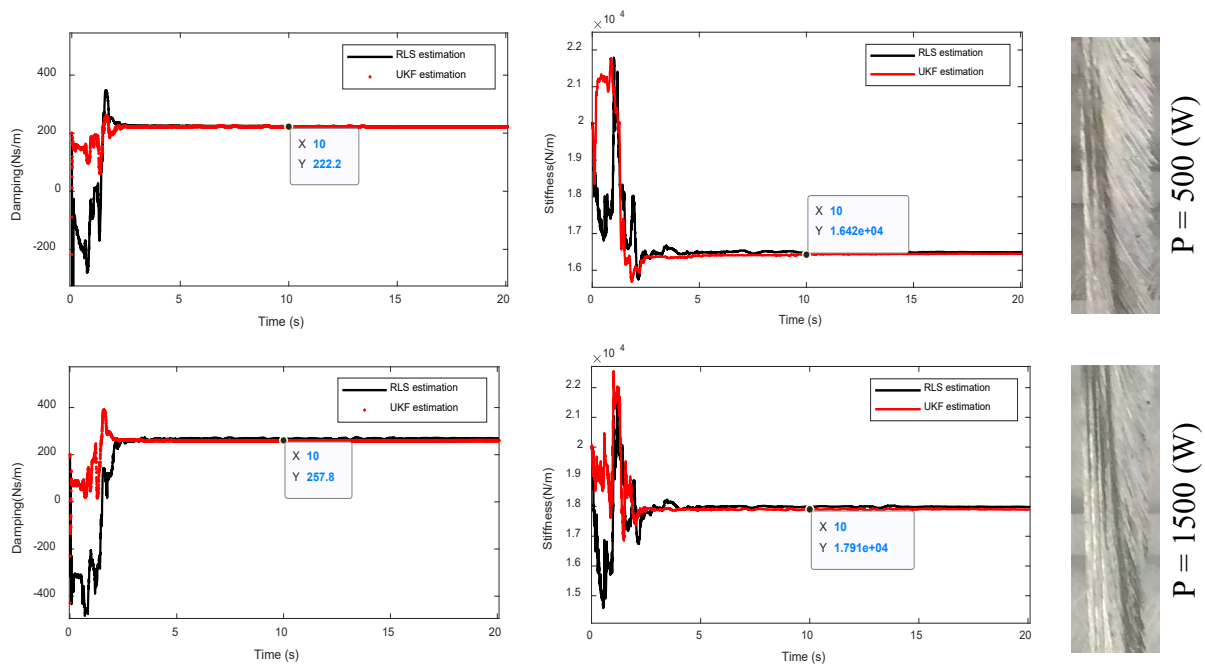 RLS estimation
UKF estimation
400
200
0
-200
Damping(Ns/m)
X 10
Y 222.2
0
5
10
15
20
Time (s)
× 10 4
2.2
2.1
2
1.9
1.8
1.7
1.6
Stiffness(N/m)
RLS estimation
UKF estimation
X 10
Y 1.642e+04
0
5
10
15
20
Time (s)
P = 500 (W)
RLS estimation
UKF estimation
400
200
0
-200
-400
Damping(Ns/m)
X 10
Y 257.8
0
5
10
15
20
Time (s)
× 10 4
2.2
2.1
2
1.9
1.8
1.7
1.6
1.5
Stiffness(N/m)
RLS estimation
UKF estimation
X 10
Y 1.791e+04
0
5
10
15
20
Time (s)
P = 1500 (W)